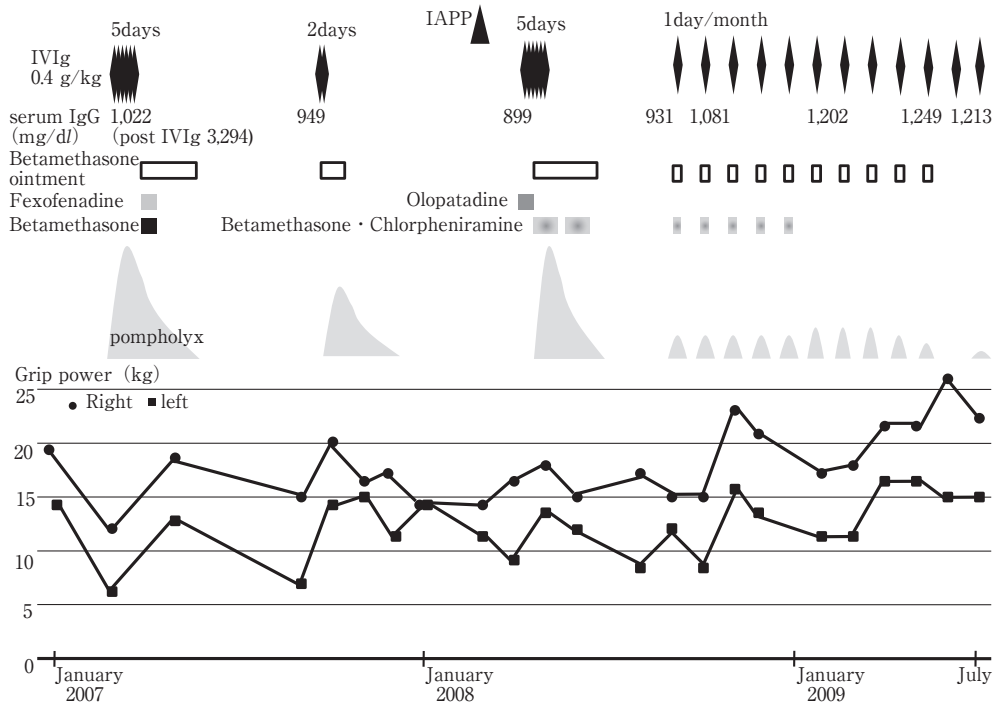 IAPP
5days 2days 5days 1day/month
IVIg
0.4 g/kg
serum IgG 1,022 949 899 931 1,081 1,202 1,249 1,213
(mg/dl) (post IVIg 3,294)
Betamethasone
ointment
Fexofenadine Olopatadine
Betamethasone Betamethasone・Chlorpheniramine
pompholyx
Grip power (kg)
25
● Right ■ left
20
15
10
5
0
January January January July
2007 2008 2009